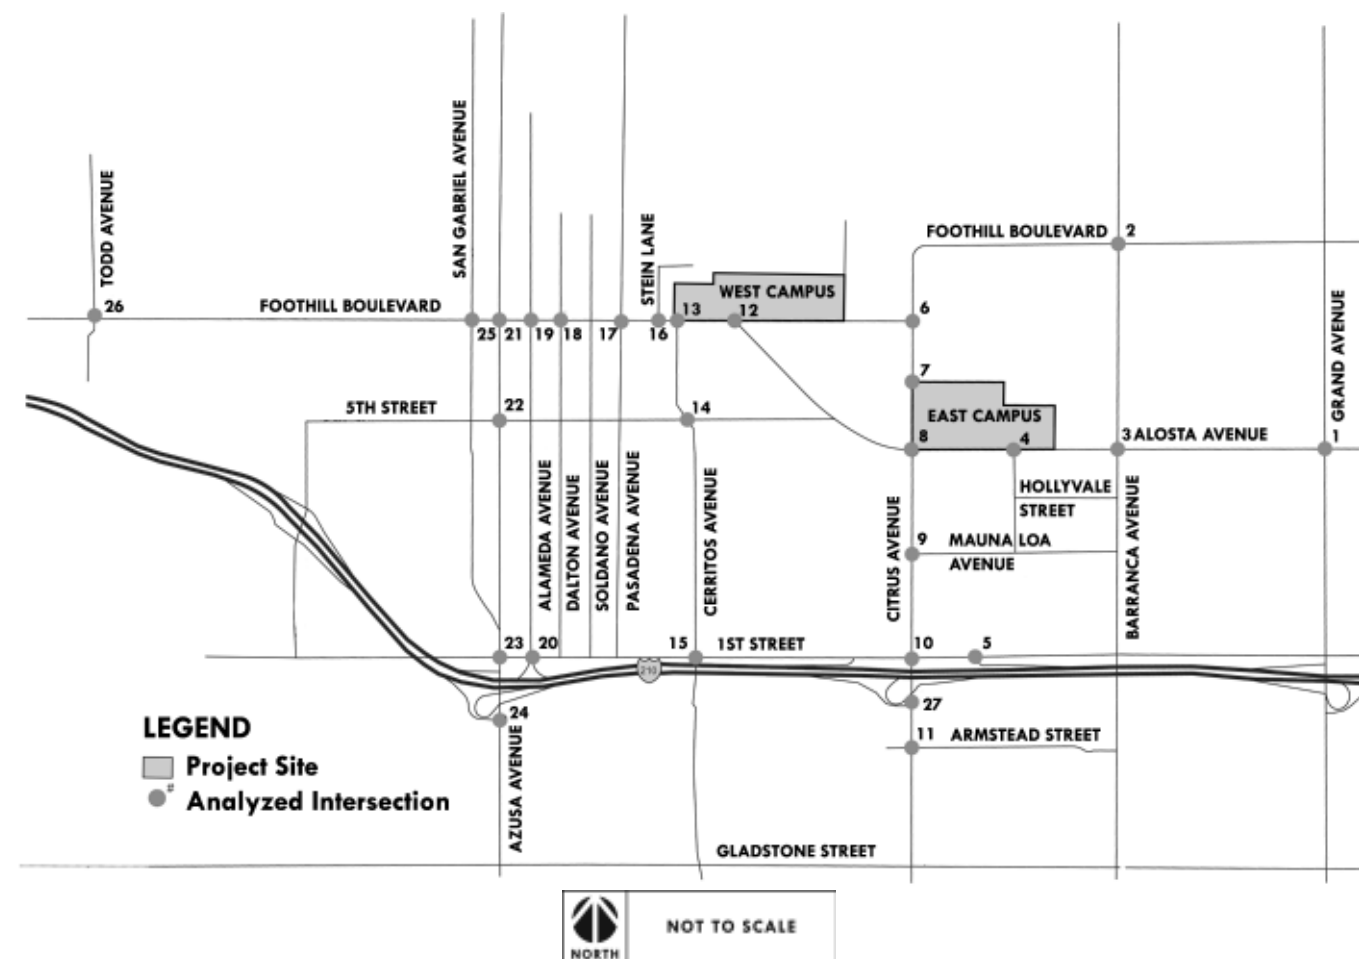 SAN GABRIEL AVENUE
TODD AVENUE
STEIN LANE
FOOTHILL BOULEVARD
2
26
FOOTHILL BOULEVARD
WEST CAMPUS
13
12
6
25
21
19
18
17
16
GRAND AVENUE
7
5TH STREET
22
14
EAST CAMPUS
8
4
3
ALOSTA AVENUE
1
HOLLYVALE
STREET
ALAMEDA AVENUE
DALTON AVENUE
SOLDANO AVENUE
PASADENA AVENUE
CERRITOS AVENUE
CITRUS AVENUE
BARRANCA AVENUE
9
MAUNA LOA
AVENUE
23
20
15
1ST STREET
10
5
210
27
24
11
ARMSTEAD STREET
AZUSA AVENUE
LEGEND
Project Site
#
Analyzed Intersection
GLADSTONE STREET
NORTH
NOT TO SCALE